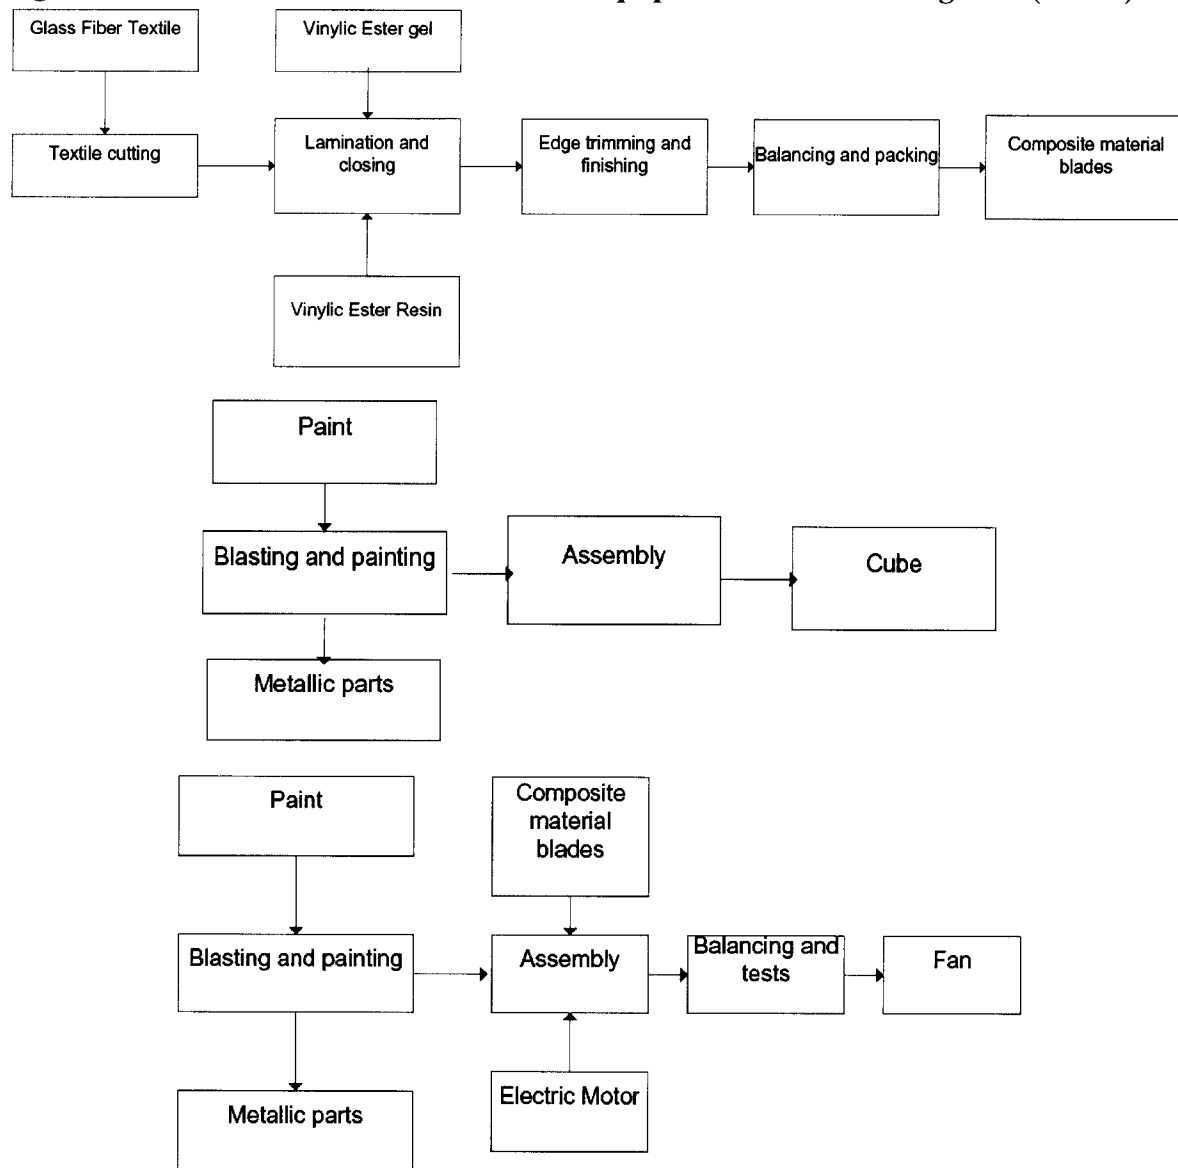 Glass Fiber Textile
Vinylic Ester gel
Textile cutting
Lamination and
closing
Edge trimming and
finishing
Balancing and packing
Composite material
blades
Vinylic Ester Resin
Paint
Blasting and painting
Assembly
Cube
Metallic parts
Paint
Composite
material
blades
Blasting and painting
Assembly
Balancing and
tests
Fan
Electric Motor
Metallic parts